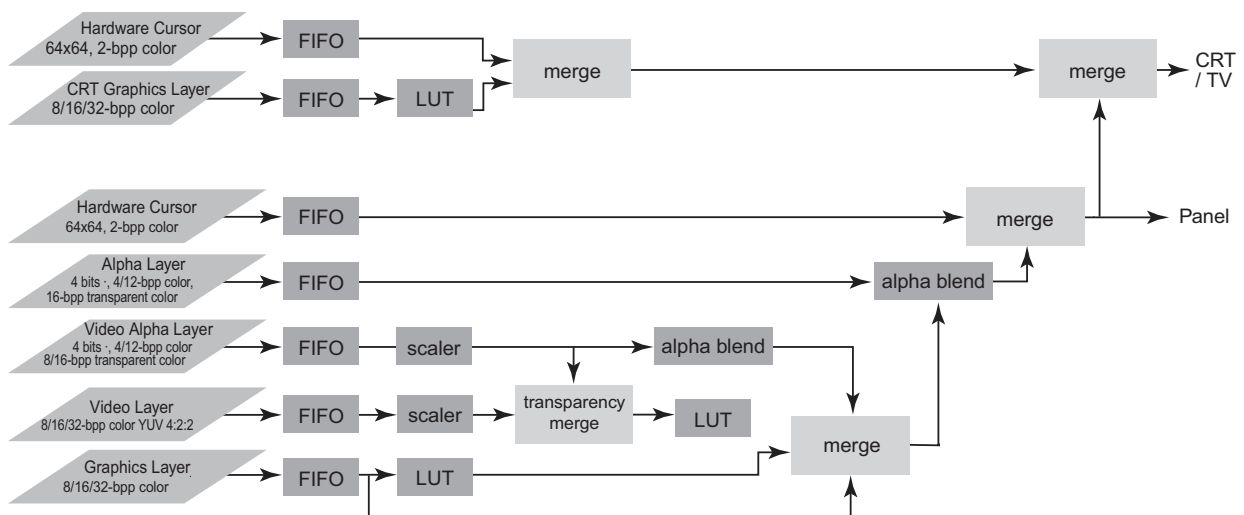 Hardware Cursor
64x64, 2-bpp color
FIFO
merge
merge
CRT
/ TV
CRT Graphics Layer
8/16/32-bpp color
FIFO
LUT
Hardware Cursor
64x64, 2-bpp color
FIFO
merge
Panel
Alpha Layer
4 bits ·, 4/12-bpp color,
16-bpp transparent color
FIFO
alpha blend
Video Alpha Layer
4 bits ·, 4/12-bpp color
8/16-bpp transparent color
FIFO
scaler
alpha blend
Video Layer
8/16/32-bpp color YUV 4:2:2
FIFO
scaler
transparency
merge
LUT
merge
Graphics Layer
8/16/32-bpp color
FIFO
LUT